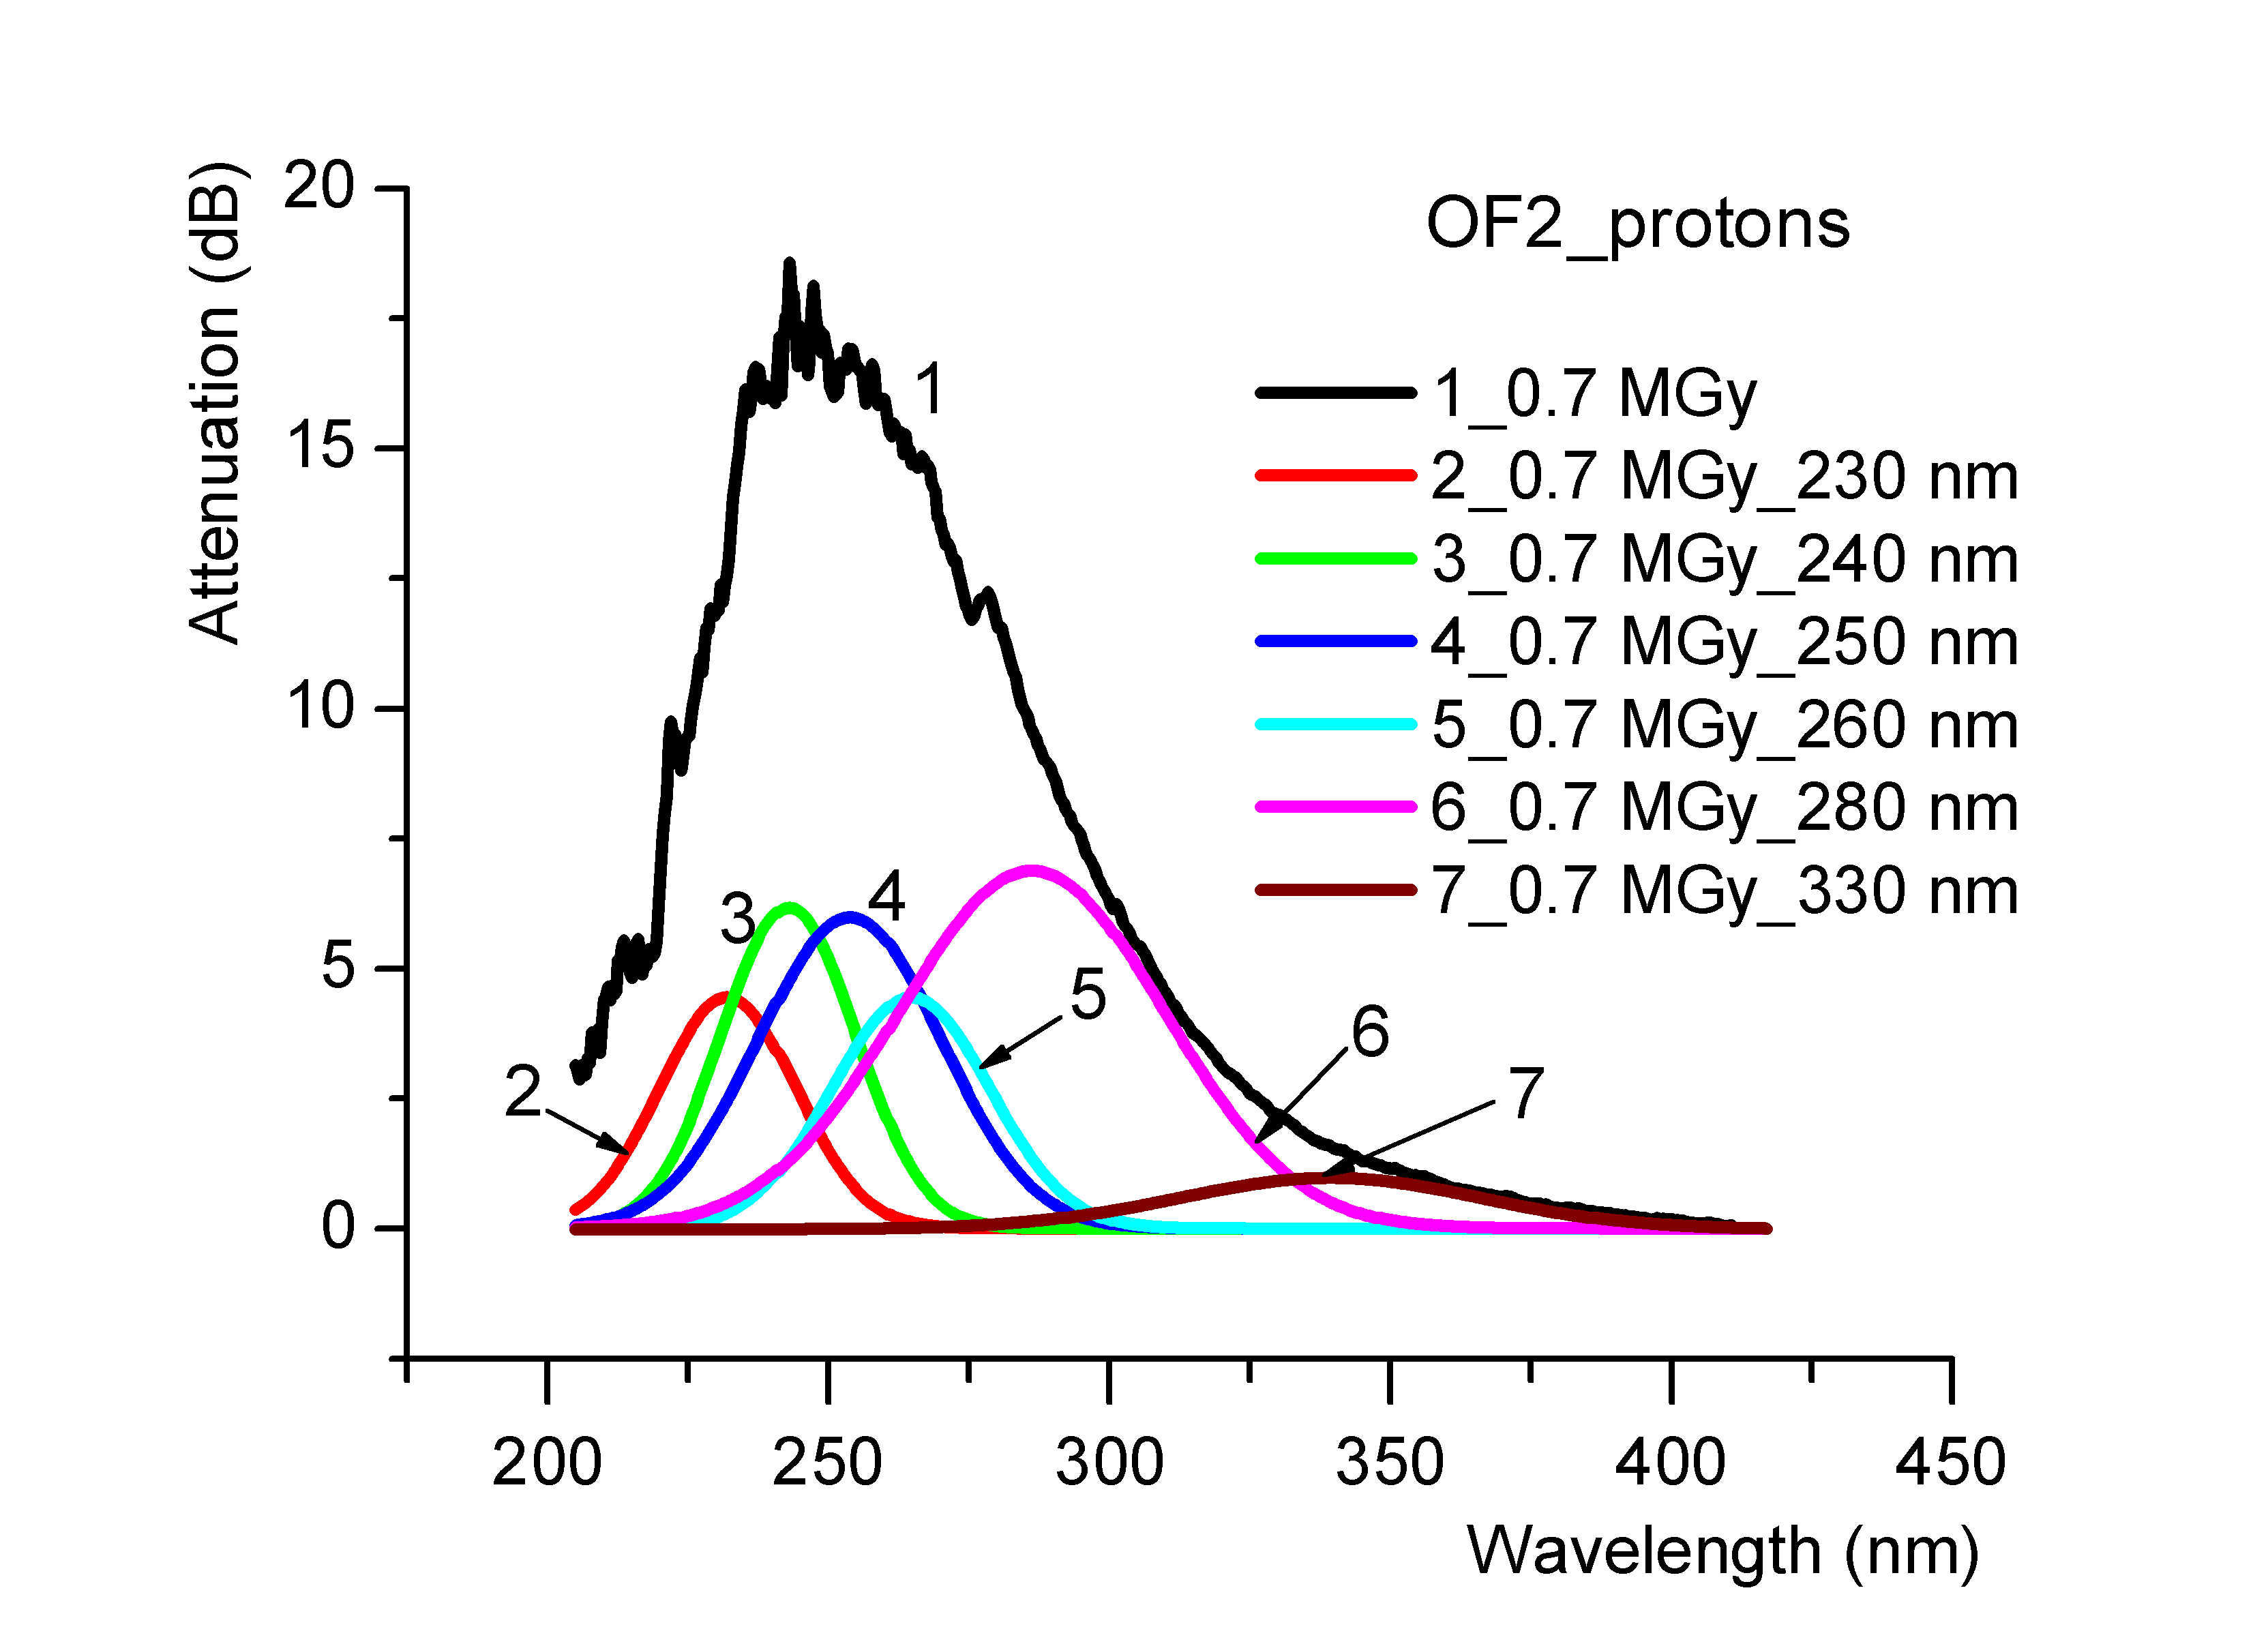 Attenuation (dB)
20
15
10
5
0
OF2_protons
1_0.7 MGy
2_0.7 MGy_230 nm
3_0.7 MGy_240 nm
4_0.7 MGy_250 nm
5_0.7 MGy_260 nm
6_0.7 MGy_280 nm
7_0.7 MGy_330 nm
1
2
3
4
5
6
7
200
250
300
350
400
450
Wavelength (nm)